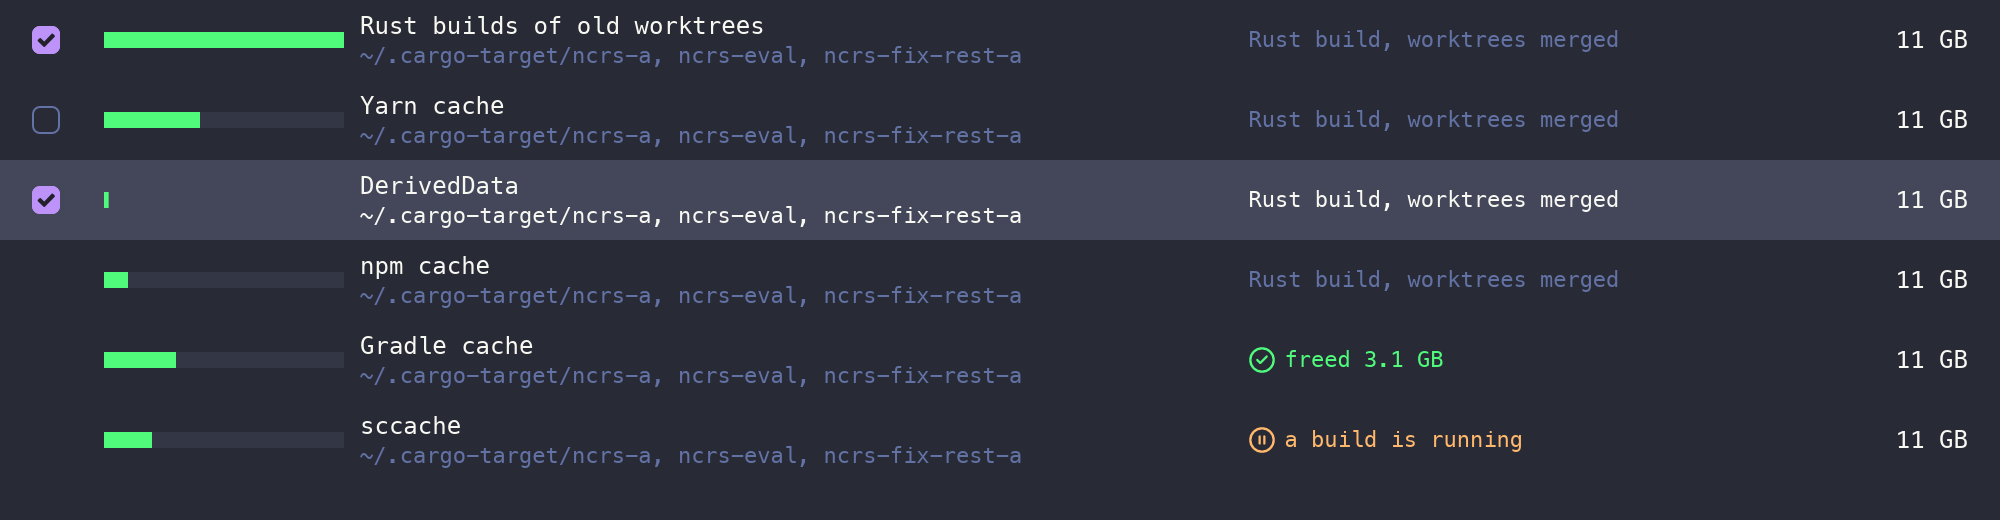 Rust builds of old worktrees
~/.cargo-target/ncrs-a, ncrs-eval, ncrs-fix-rest-a
Rust build, worktrees merged
11 GB
Yarn cache
~/.cargo-target/ncrs-a, ncrs-eval, ncrs-fix-rest-a
Rust build, worktrees merged
11 GB
DerivedData
~/.cargo-target/ncrs-a, ncrs-eval, ncrs-fix-rest-a
Rust build, worktrees merged
11 GB
npm cache
~/.cargo-target/ncrs-a, ncrs-eval, ncrs-fix-rest-a
Rust build, worktrees merged
11 GB
Gradle cache
~/.cargo-target/ncrs-a, ncrs-eval, ncrs-fix-rest-a
freed 3.1 GB
11 GB
sccache
~/.cargo-target/ncrs-a, ncrs-eval, ncrs-fix-rest-a
a build is running
11 GB